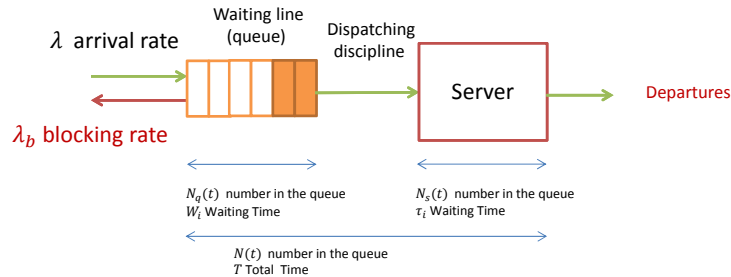 λ arrival rate
Waiting line
(queue)
Dispatching
discipline
Server
Departures
λ_b blocking rate
N_q(t) number in the queue
W_i Waiting Time
N_s(t) number in the queue
τ_i Waiting Time
N(t) number in the queue
T Total Time